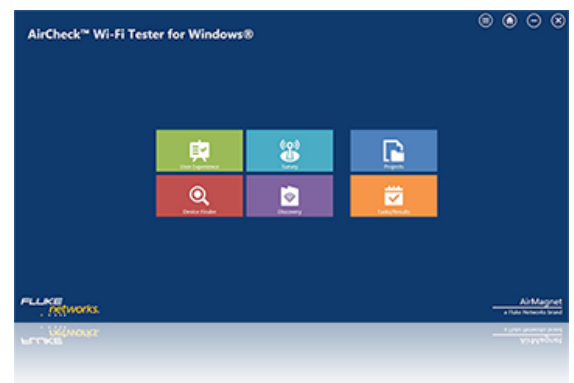 AirCheck™ Wi-Fi Tester for Windows®
User Experience
Survey
Projects
Device Finder
Discovery
Tasks/Results
FLUKE
networks.
AirMagnet
a Fluke Networks brand